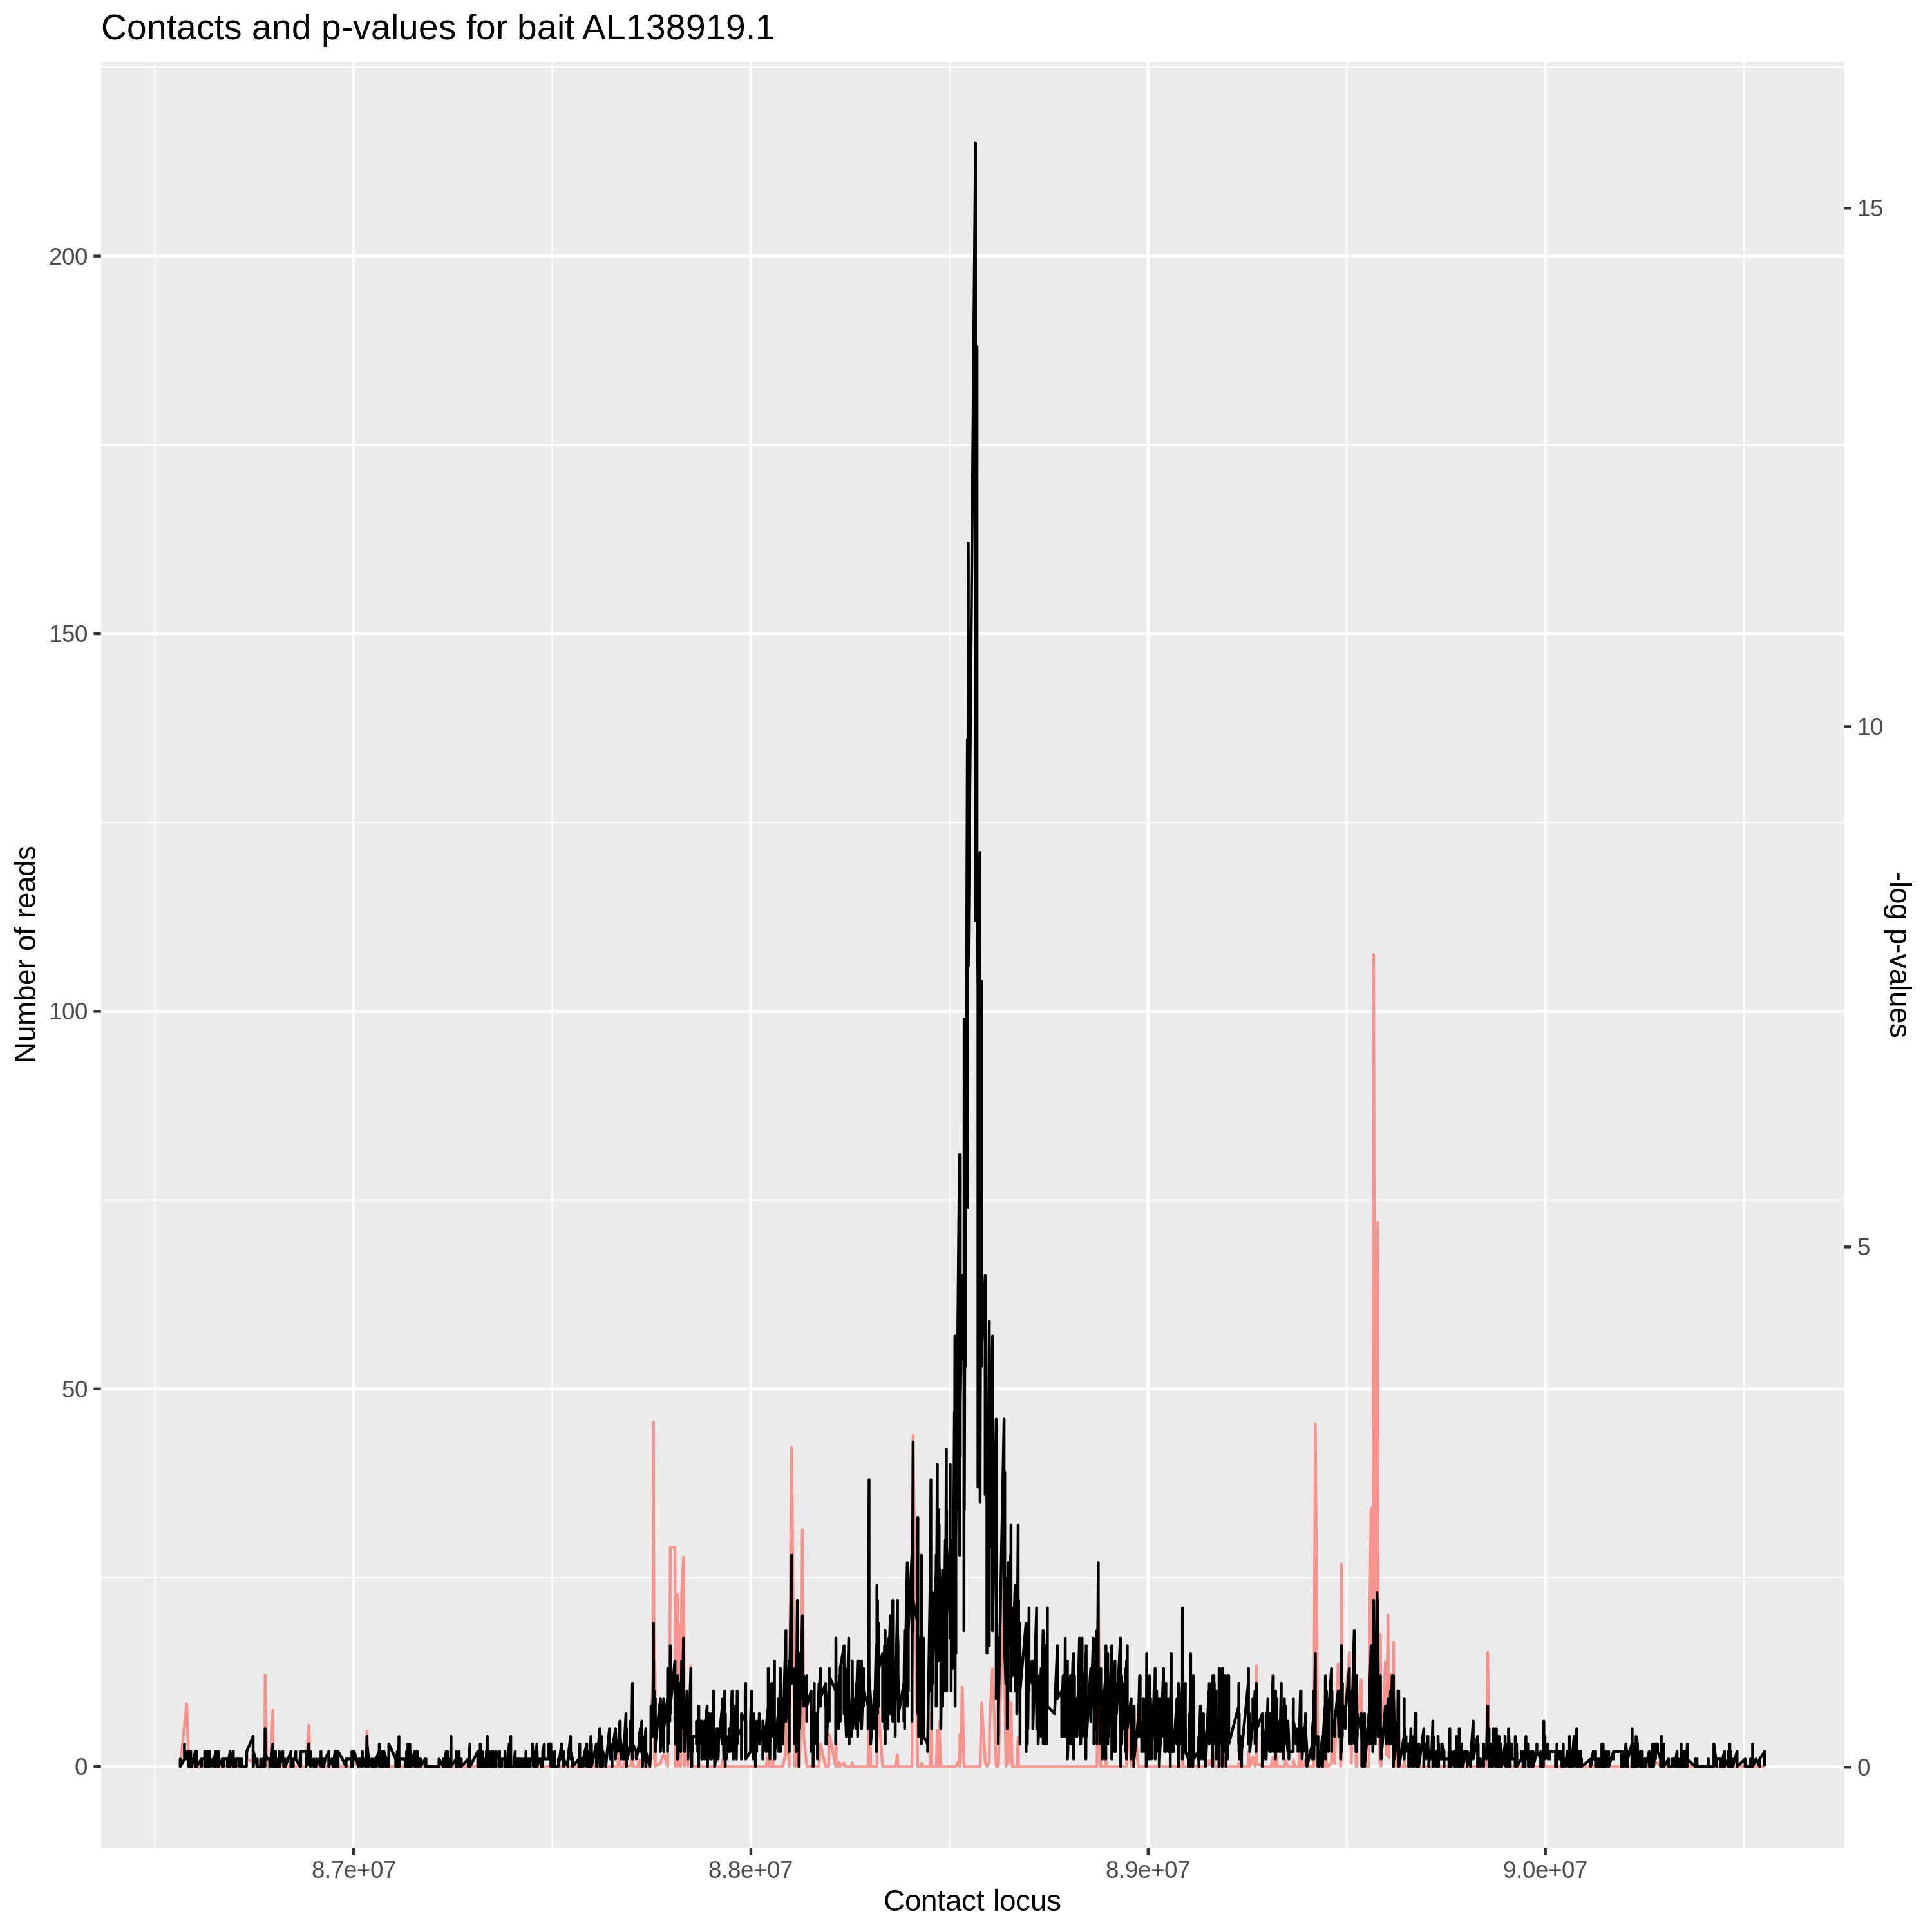 Contacts and p-values for bait AL138919.1
200
150
100
50
0
Number of reads
15
10
5
0
-log p-values
8.7e+07
8.8e+07
8.9e+07
9.0e+07
Contact locus